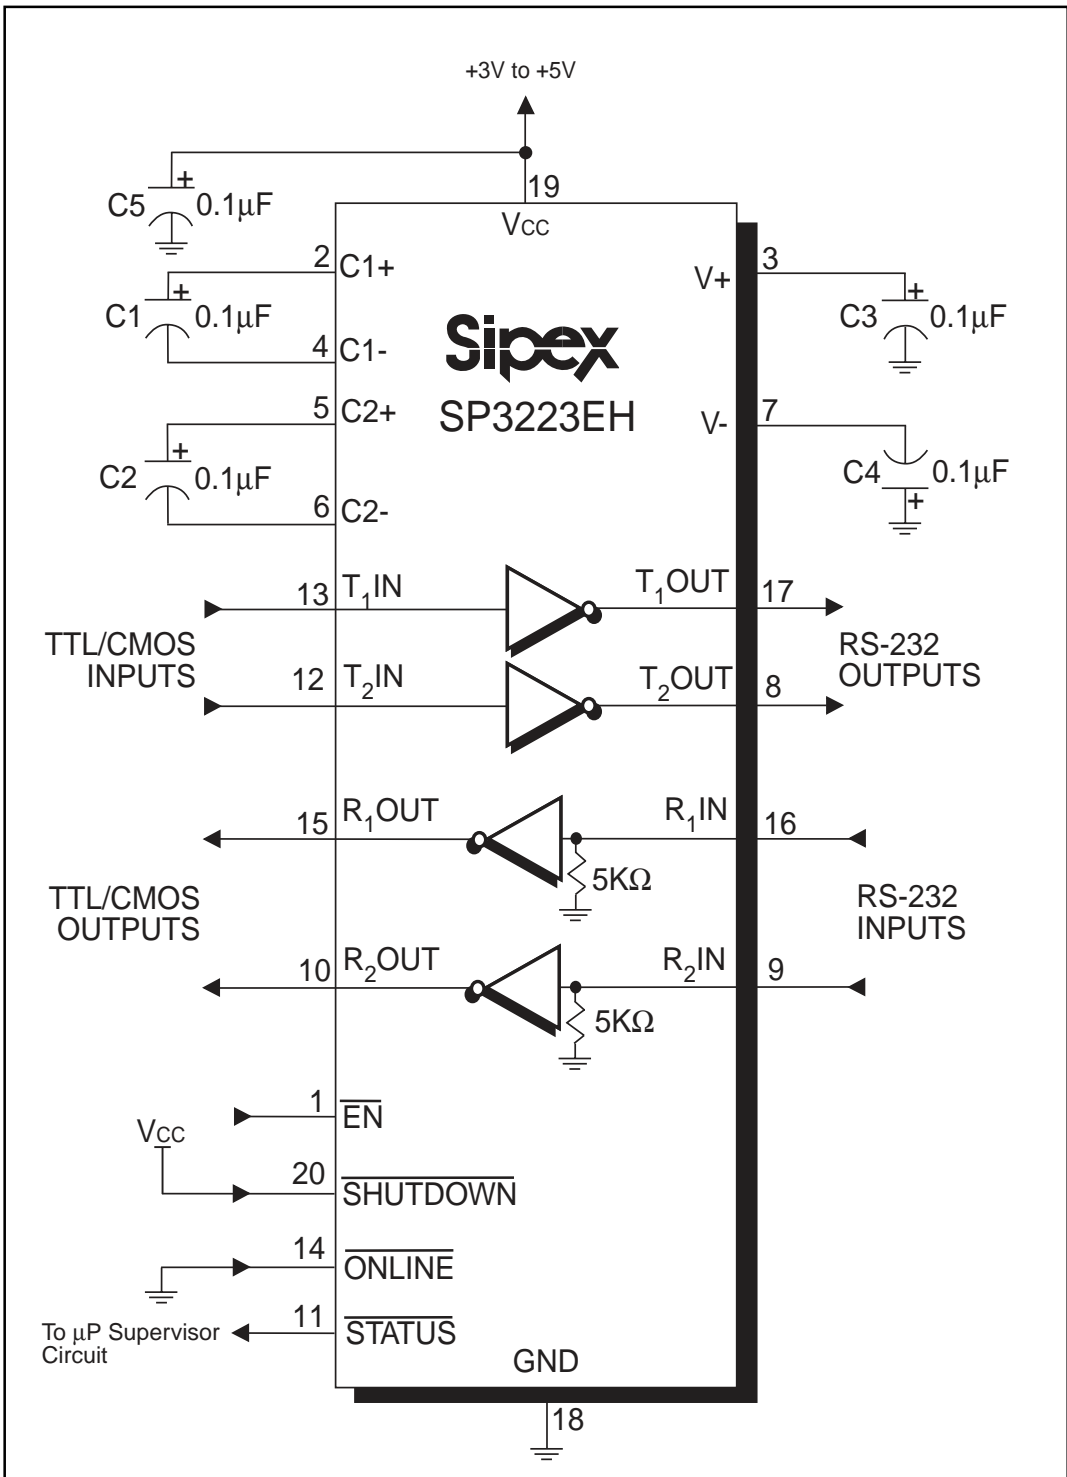 +3V to +5V
19
VCC
C5
+
0.1µF
2
C1+
C1
+
0.1µF
4
C1-
5
C2+
C2
+
0.1µF
6
C2-
Sipex
SP3223EH
V+
3
C3
+
0.1µF
V-
7
C4
0.1µF
+
TTL/CMOS
INPUTS
13
T1IN
T1OUT
17
12
T2IN
T2OUT
8
RS-232
OUTPUTS
TTL/CMOS
OUTPUTS
15
R1OUT
R1IN
16
5KΩ
10
R2OUT
R2IN
9
5KΩ
RS-232
INPUTS
1
EN
VCC
20
SHUTDOWN
14
ONLINE
To µP Supervisor
Circuit
11
STATUS
GND
18